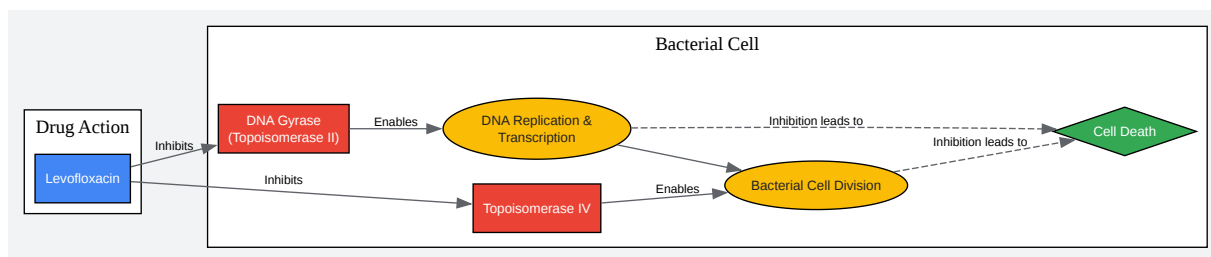 Bacterial Cell
Drug Action
Levofloxacin
Inhibits
Inhibits
DNA Gyrase
(Topoisomerase II)
Enables
DNA Replication &
Transcription
Topoisomerase IV
Enables
Bacterial Cell Division
Inhibition leads to
Inhibition leads to
Cell Death